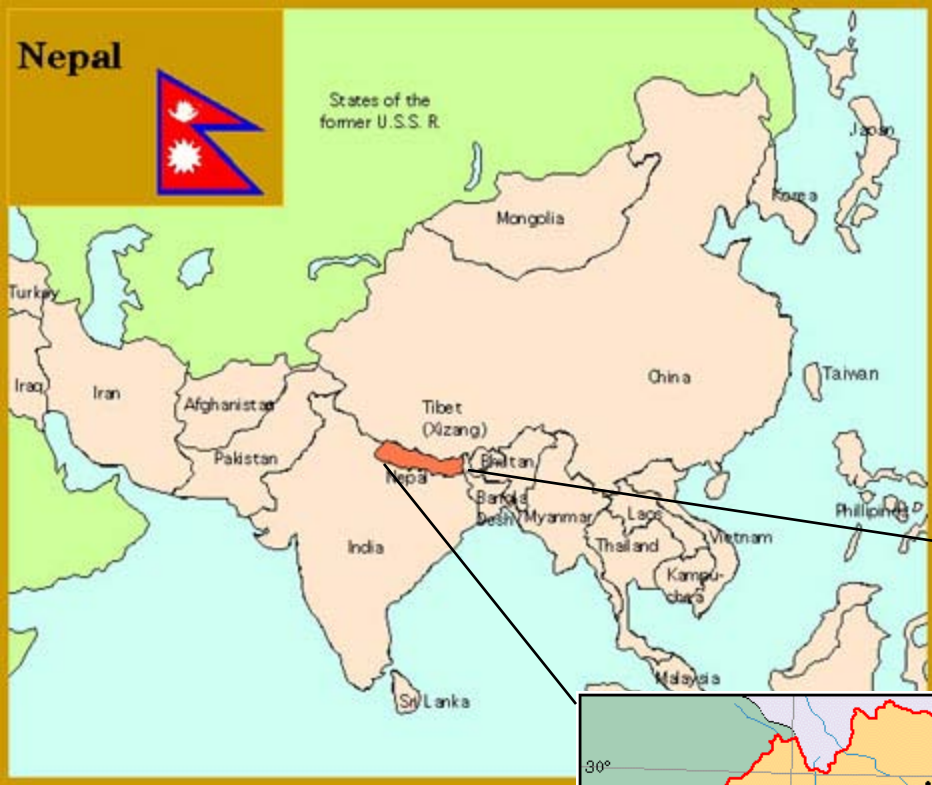 Nepal
States of the
former U.S.S. R.
Japan
Korea
Mongolia
Turkey
Iraq
Iran
Afghanistan
China
Taiwan
Tibet
(Xizang)
Pakistan
Bhutan
Nepal
Bangla
Desh
Myanmar
Laos
Phillipines
India
Thailand
Vietnam
Kampu-
chea
Malaysia
Sri Lanka
30°